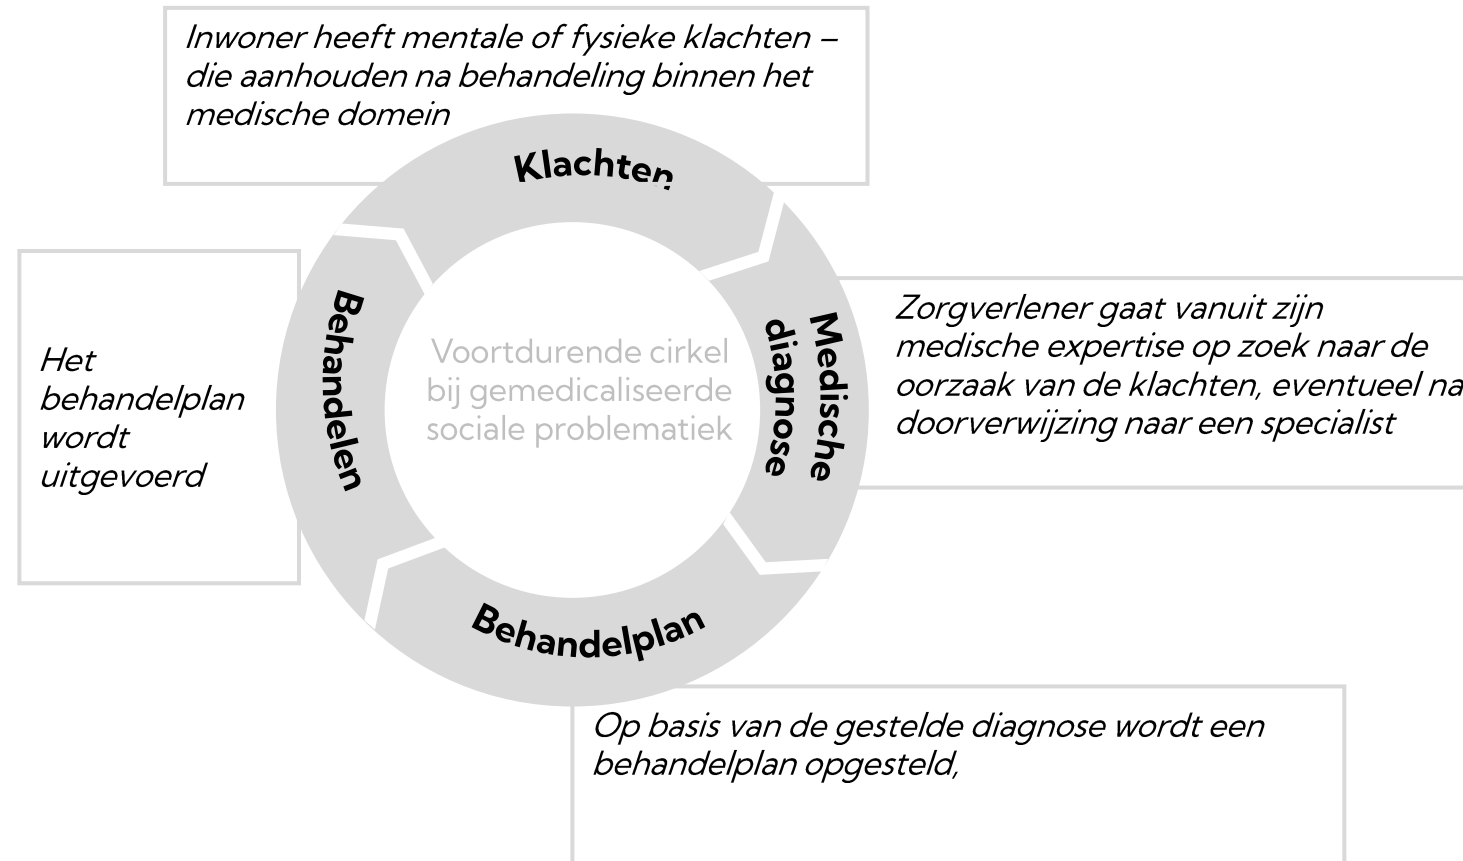 Inwoner heeft mentale of fysieke klachten –
die aanhouden na behandeling binnen het
medische domein
Klachten
Zorgverlener gaat vanuit zijn
medische expertise op zoek naar de
oorzaak van de klachten, eventueel na
doorverwijzing naar een specialist
Medische
diagnose
Voortdurende cirkel
bij gemedicaliseerde
sociale problematiek
Behandelplan
Op basis van de gestelde diagnose wordt een
behandelplan opgesteld,
Behandelen
Het
behandelplan
wordt
uitgevoerd